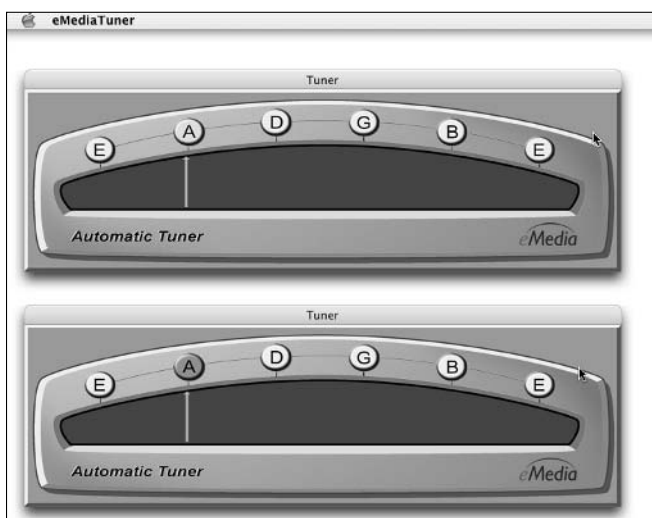 eMediaTuner
Tuner
E A D G B E
Automatic Tuner
eMedia
Tuner
E A D G B E
Automatic Tuner
eMedia